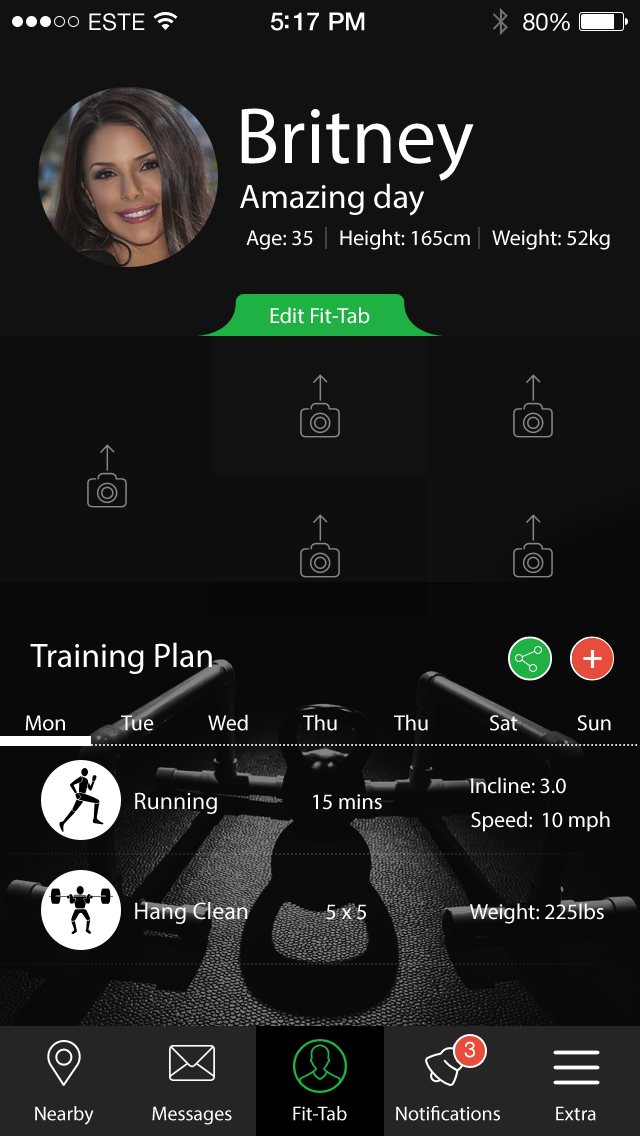 ESTE 5:17 PM 80%
Britney
Amazing day
Age: 35 | Height: 165cm | Weight: 52kg
Edit Fit-Tab
Training Plan
Mon Tue Wed Thu Thu Sat Sun
Running 15 mins Incline: 3.0
Speed: 10 mph
Hang Clean 5 x 5 Weight: 225lbs
3
Nearby Messages Fit-Tab Notifications Extra